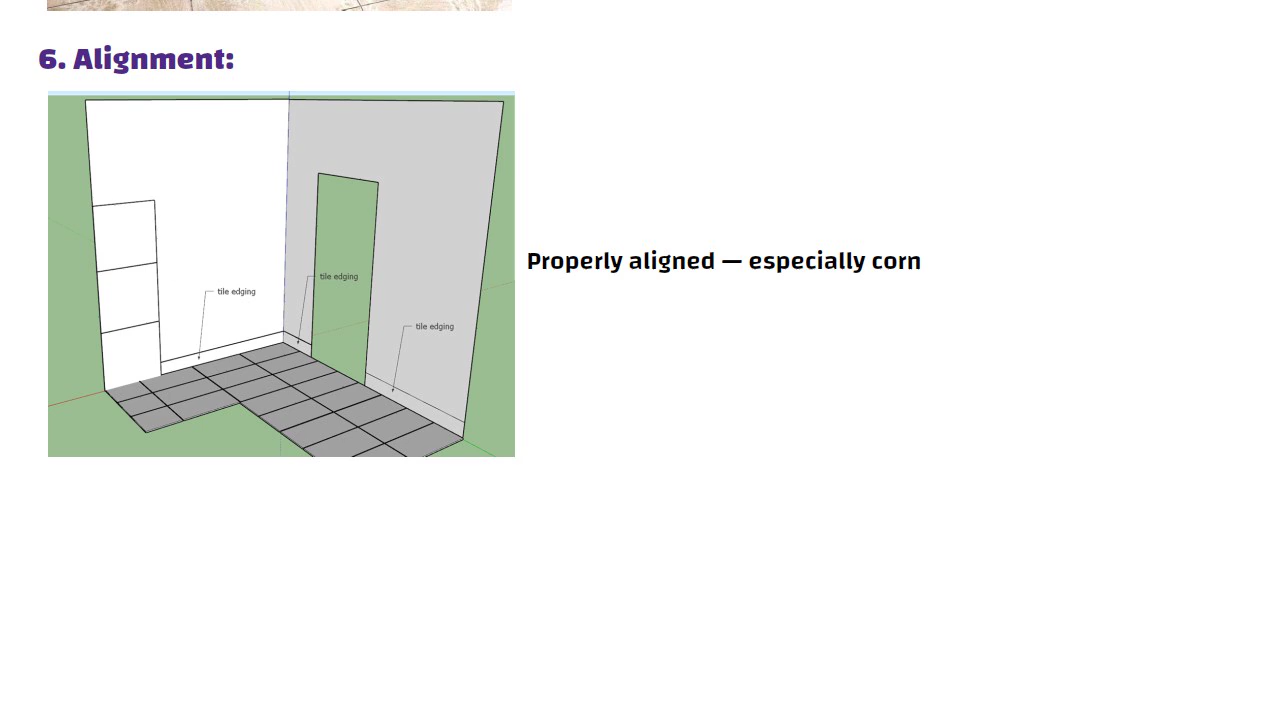 6. Alignment:
tile edging
tile edging
tile edging
Properly aligned — especially corn